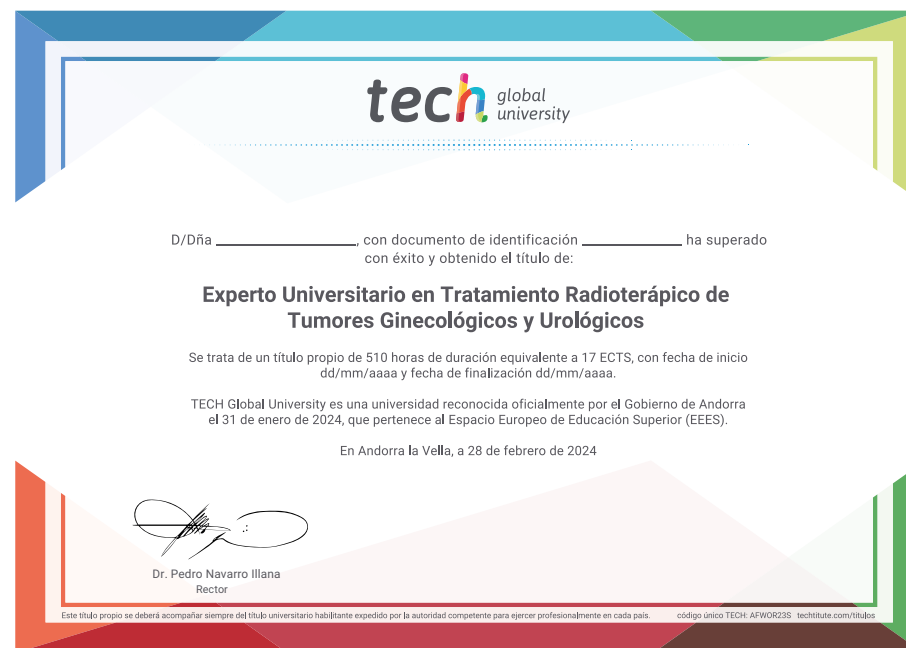 tech global
university
D/Dña ______________, con documento de identificación __________ ha superado
con éxito y obtenido el título de:
Experto Universitario en Tratamiento Radioterápico de
Tumores Ginecológicos y Urológicos
Se trata de un título propio de 510 horas de duración equivalente a 17 ECTS, con fecha de inicio
dd/mm/aaaa y fecha de finalización dd/mm/aaaa.
TECH Global University es una universidad reconocida oficialmente por el Gobierno de Andorra
el 31 de enero de 2024, que pertenece al Espacio Europeo de Educación Superior (EEES).
En Andorra la Vella, a 28 de febrero de 2024
Dr. Pedro Navarro Illana
Rector
Este título propio se deberá acompañar siempre del título universitario habilitante expedido por la autoridad competente para ejercer profesionalmente en cada país. código único TECH: AFWOR23S techtitute.com/titulos